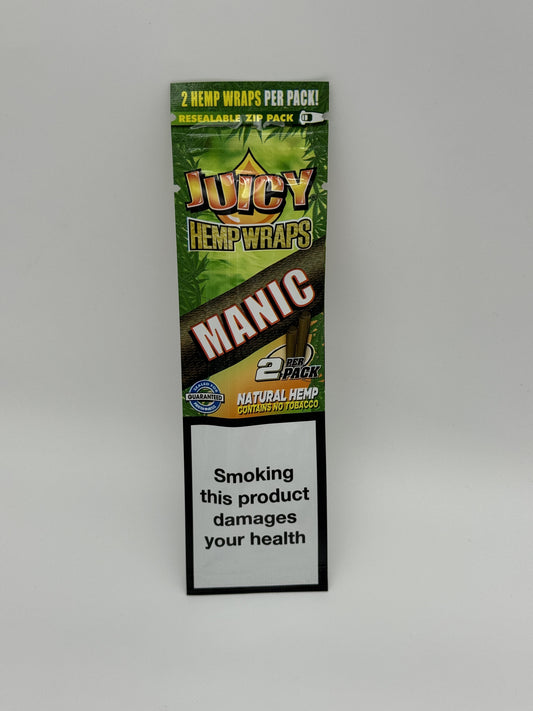 2 HEMP WRAPS PER PACK!
RESEALABLE ZIP PACK
JUICY
HEMP WRAPS
MANIC
2 PER PACK
GUARANTEED
NATURAL HEMP
CONTAINS NO TOBACCO
Smoking
this product
damages
your health